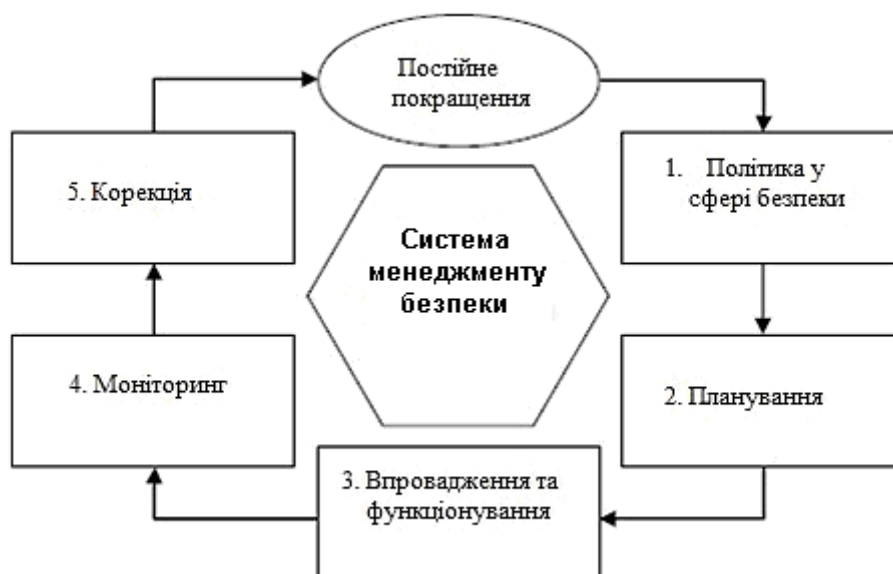 Постійне
покращення
1. Політика у
сфері безпеки
2. Планування
3. Впровадження та
функціонування
4. Моніторинг
5. Корекція
Система
менеджменту
безпеки